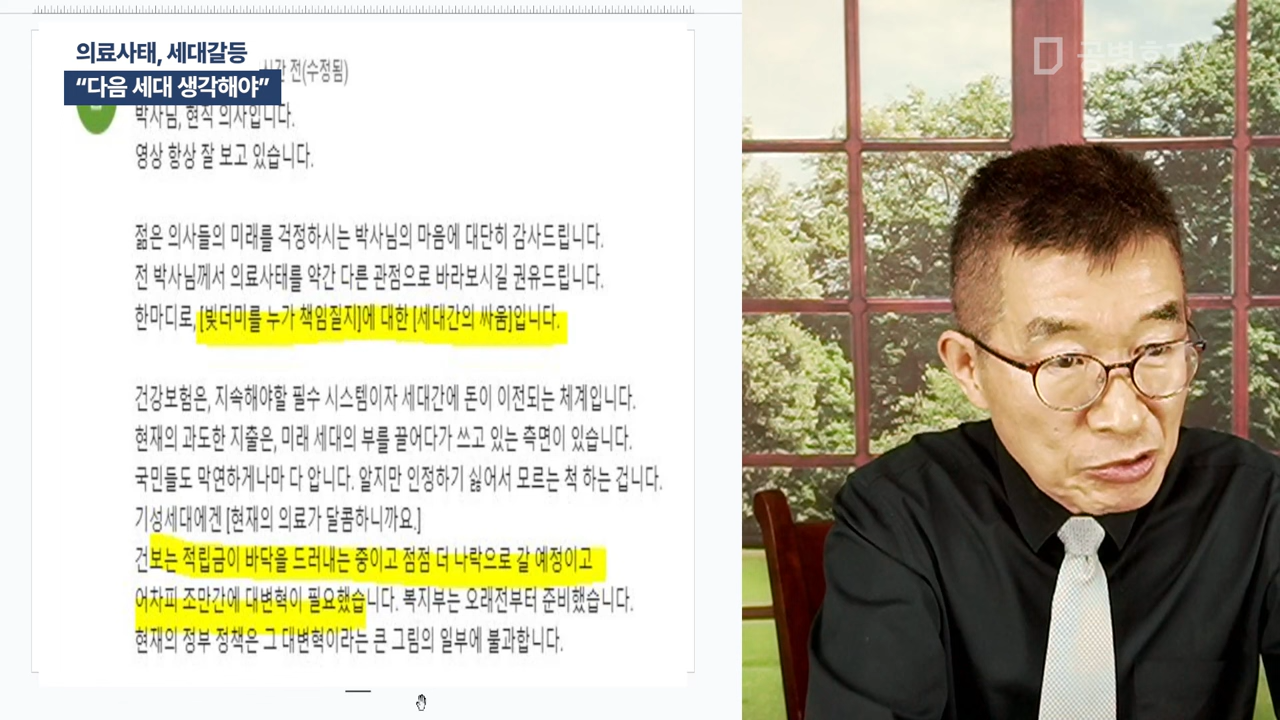 의료사태, 세대갈등
“다음 세대 생각해야”
전(수정됨)
박사님, 현직 의사입니다.
영상 항상 잘 보고 있습니다.
젊은 의사들의 미래를 걱정하시는 박사님의 마음에 대단히 감사드립니다.
전 박사님께서 의료사태를 약간 다른 관점으로 바라보시길 권유드립니다.
한마디로, [빚더미를 누가 책임질지]에 대한 [세대간의 싸움]입니다.
건강보험은, 지속해야할 필수 시스템이자 세대간에 돈이 이전되는 체계입니다.
현재의 과도한 지출은, 미래 세대의 부를 끌어다가 쓰고 있는 측면이 있습니다.
국민들도 막연하게나마 다 압니다. 알지만 인정하기 싫어서 모르는 척 하는 겁니다.
기성세대에겐 [현재의 의료가 달콤하니까요.]
건보는 적립금이 바닥을 드러내는 중이고 점점 더 나락으로 갈 예정이고
어차피 조만간에 대변혁이 필요했습니다. 복지부는 오래전부터 준비했습니다.
현재의 정부 정책은 그 대변혁이라는 큰 그림의 일부에 불과합니다.